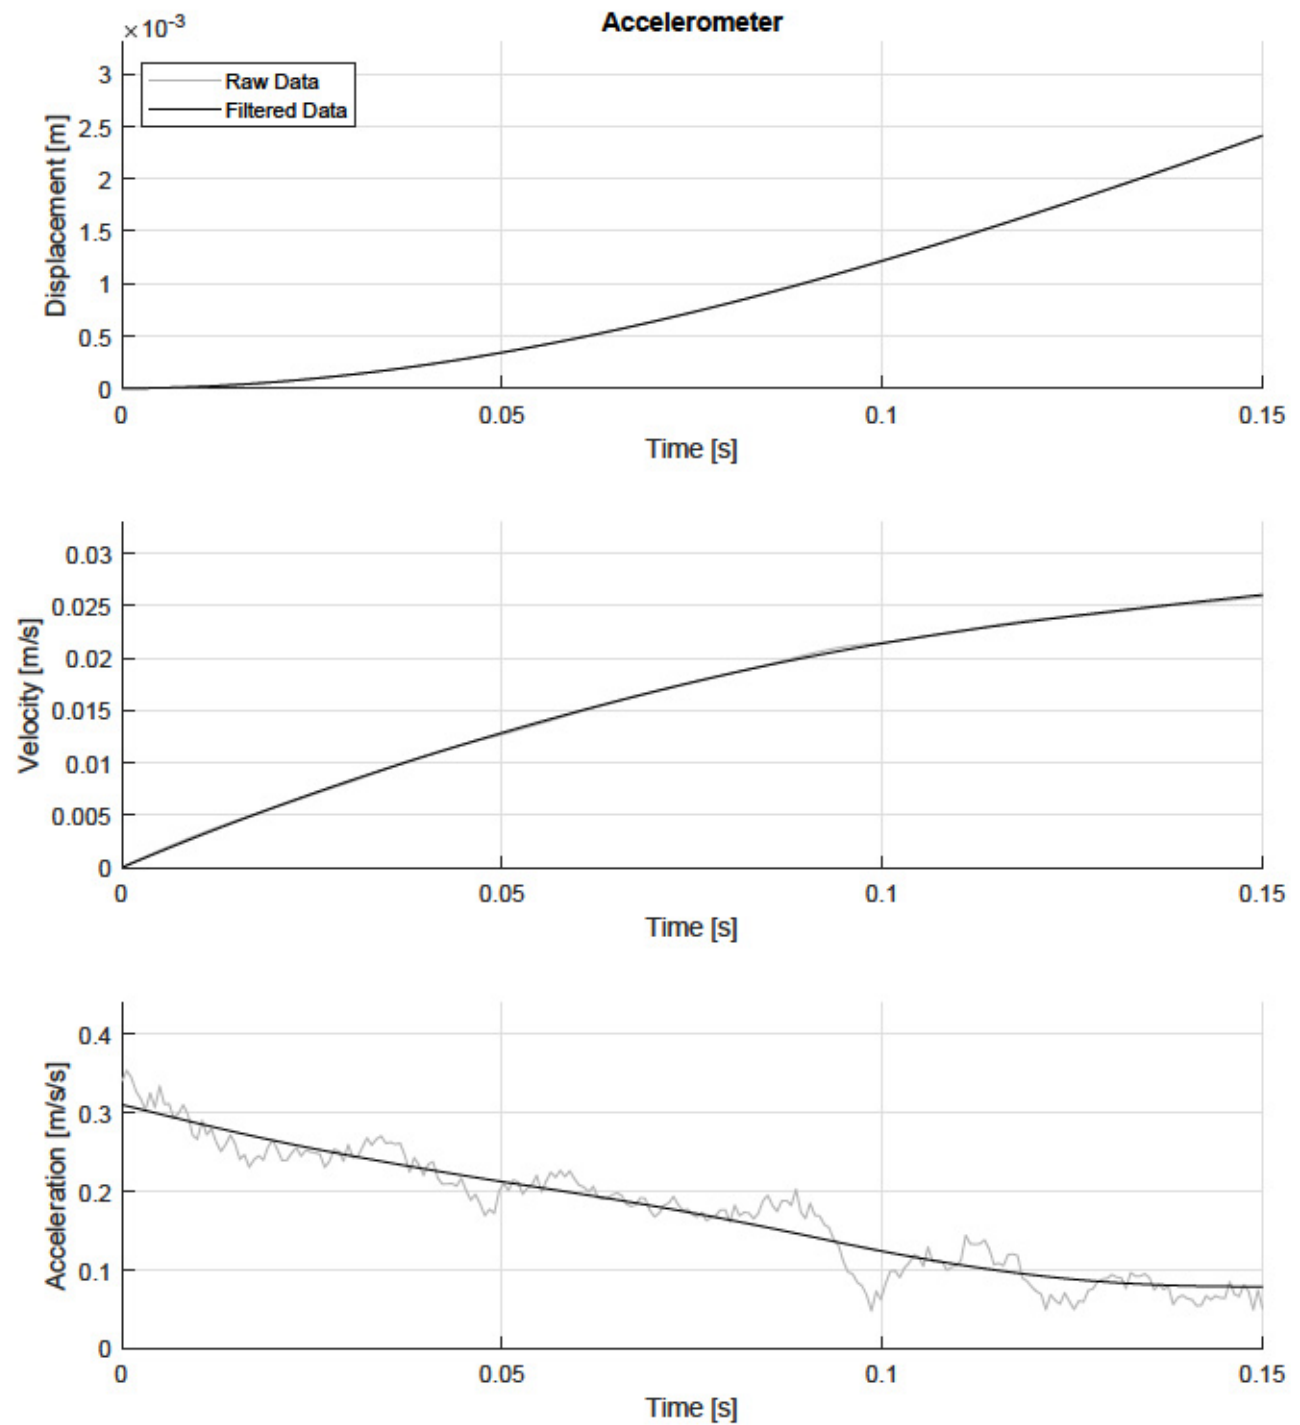 Accelerometer
×10-3
Raw Data
Filtered Data
3
2.5
2
1.5
1
0.5
0
Displacement [m]
0 0.05 0.1 0.15
Time [s]
0.03
0.025
0.02
0.015
0.01
0.005
0
Velocity [m/s]
0 0.05 0.1 0.15
Time [s]
0.4
0.3
0.2
0.1
0
Acceleration [m/s/s]
0 0.05 0.1 0.15
Time [s]